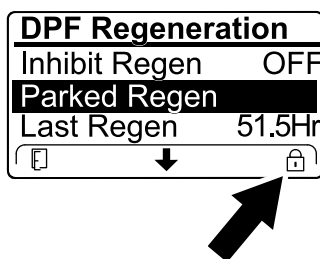 DPF Regeneration
Inhibit Regen OFF
Parked Regen
Last Regen 51.5Hr